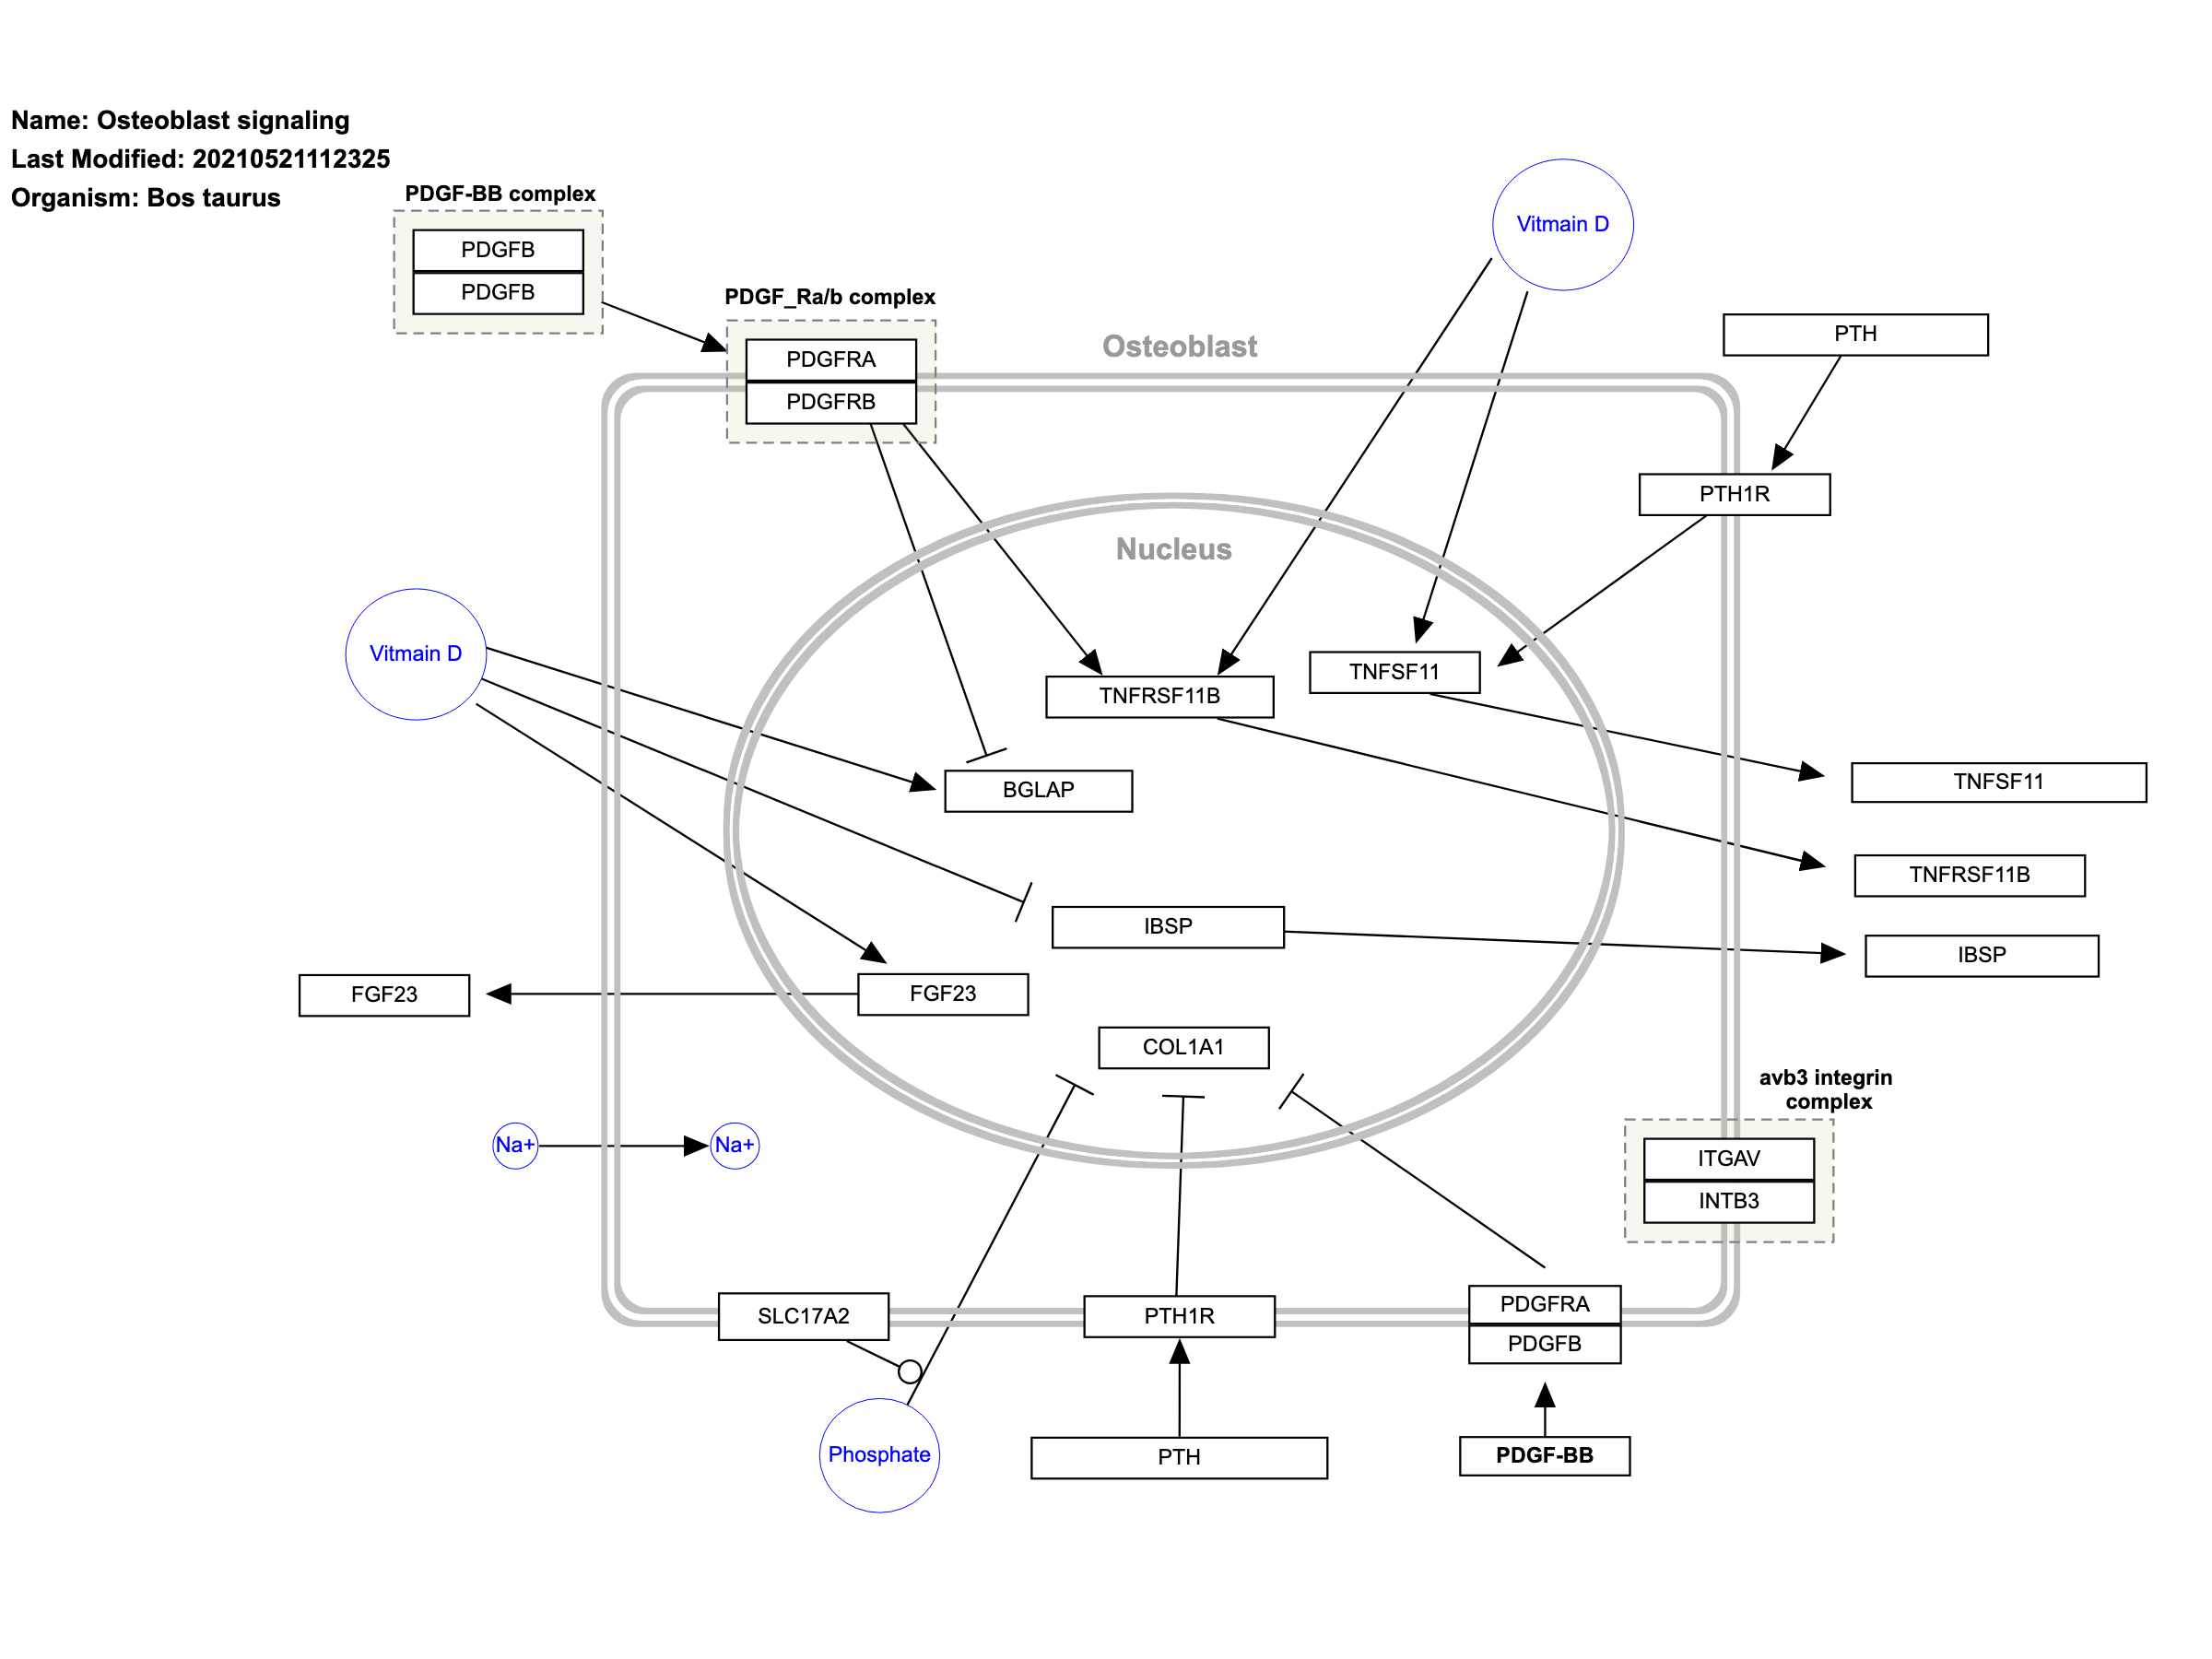 Name: Osteoblast signaling
Last Modified: 20210521112325
Organism: Bos taurus
PDGF-BB complex
PDGFB
PDGFB
PDGF_Ra/b complex
PDGFRA
PDGFRB
Osteoblast
Vitmain D
PTH
PTH1R
Nucleus
Vitmain D
TNFRSF11B
TNFSF11
BGLAP
TNFSF11
TNFRSF11B
IBSP
IBSP
FGF23
FGF23
COL1A1
avb3 integrin
complex
ITGAV
INTB3
Na+
Na+
SLC17A2
PTH1R
PDGFRA
PDGFB
Phosphate
PTH
PDGF-BB